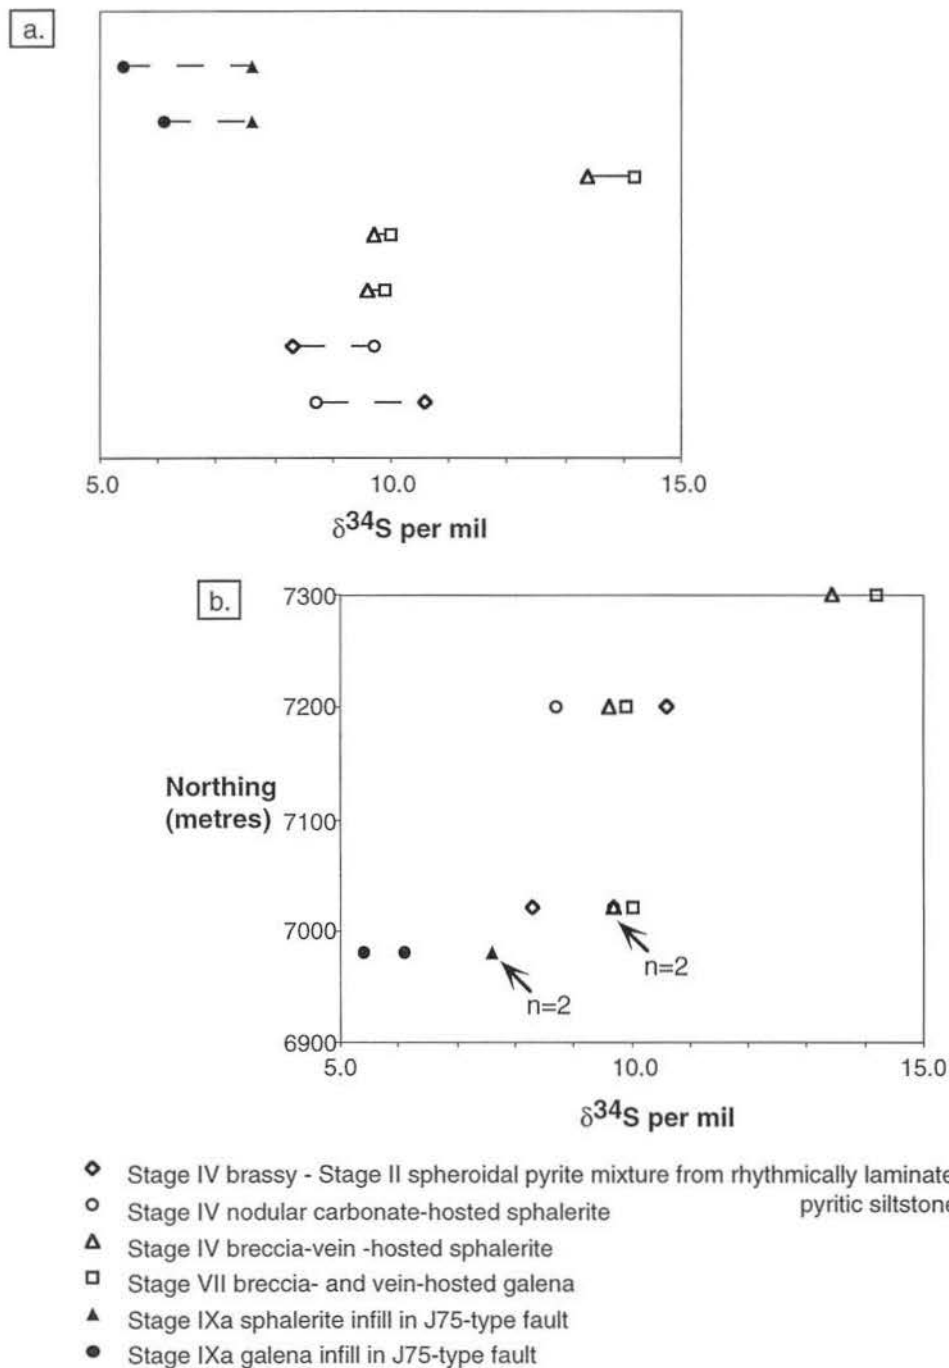 a.
5.0 10.0 15.0
δ34S per mil
b.
7300
7200
Northing
(metres)
7100
7000
n=2
n=2
6900
5.0 10.0 15.0
δ34S per mil
Stage IV brassy - Stage II spheroidal pyrite mixture from rhythmically laminate
pyritic siltstone
Stage IV nodular carbonate-hosted sphalerite
Stage IV breccia-vein -hosted sphalerite
Stage VII breccia- and vein-hosted galena
Stage IXa sphalerite infill in J75-type fault
Stage IXa galena infill in J75-type fault